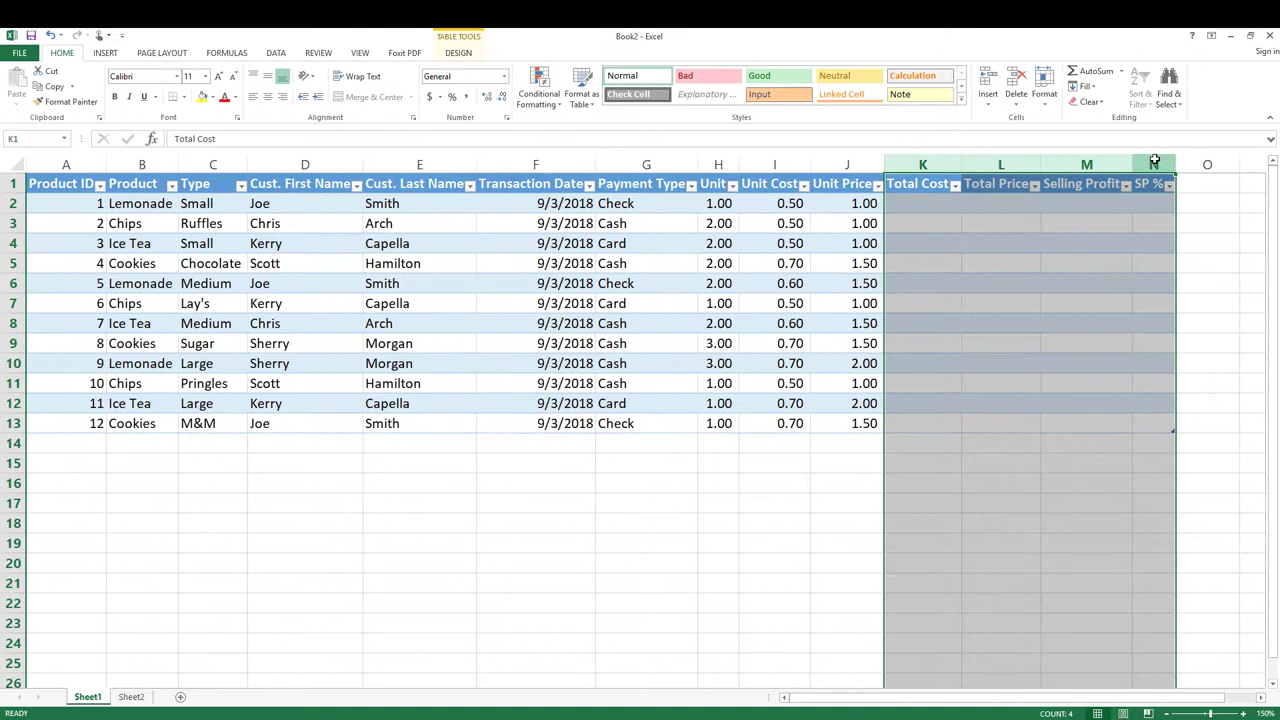 TABLE TOOLS
Book2 - Excel
Sign in
FILE HOME INSERT PAGE LAYOUT FORMULAS DATA REVIEW VIEW Foxit PDF DESIGN
Paste
Cut
Copy
Format Painter
Clipboard
Calibri 11
B I U
Font
Wrap Text
Merge & Center
Alignment
General
$ %
Number
Conditional Formatting
Format as Table
Normal Bad Good Neutral Calculation
Check Cell Explanatory ... Input Linked Cell Note
Styles
Insert Delete Format
Cells
AutoSum
Fill
Clear
Sort & Filter
Find & Select
Editing
K1 Total Cost
A B C D E F G H I J K L M N O
1 Product ID Product Type Cust. First Name Cust. Last Name Transaction Date Payment Type Unit Unit Cost Unit Price Total Cost Total Price Selling Profit SP %
2 1 Lemonade Small Joe Smith 9/3/2018 Check 1.00 0.50 1.00
3 2 Chips Ruffles Chris Arch 9/3/2018 Cash 2.00 0.50 1.00
4 3 Ice Tea Small Kerry Capella 9/3/2018 Card 2.00 0.50 1.00
5 4 Cookies Chocolate Scott Hamilton 9/3/2018 Cash 2.00 0.70 1.50
6 5 Lemonade Medium Joe Smith 9/3/2018 Check 2.00 0.60 1.50
7 6 Chips Lay's Kerry Capella 9/3/2018 Card 1.00 0.50 1.00
8 7 Ice Tea Medium Chris Arch 9/3/2018 Cash 2.00 0.60 1.50
9 8 Cookies Sugar Sherry Morgan 9/3/2018 Cash 3.00 0.70 1.50
10 9 Lemonade Large Sherry Morgan 9/3/2018 Cash 3.00 0.70 2.00
11 10 Chips Pringles Scott Hamilton 9/3/2018 Cash 1.00 0.50 1.00
12 11 Ice Tea Large Kerry Capella 9/3/2018 Card 1.00 0.70 2.00
13 12 Cookies M&M Joe Smith 9/3/2018 Check 1.00 0.70 1.50
14
15
16
17
18
19
20
21
22
23
24
25
26
Sheet1 Sheet2
READY COUNT: 4 150%